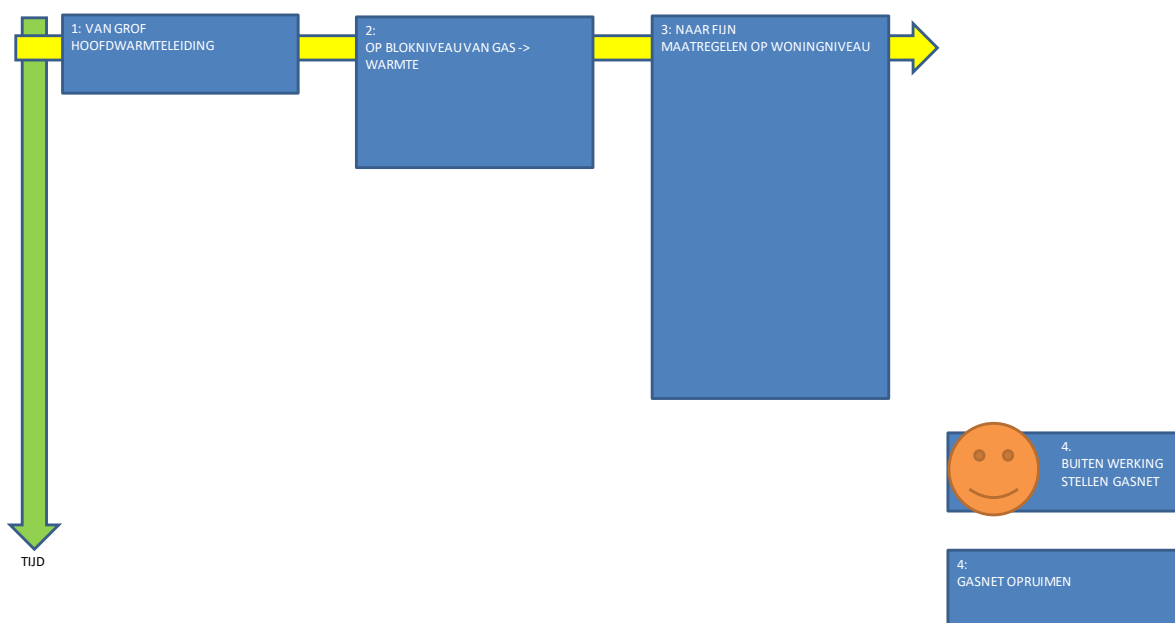 1: VAN GROF
HOOFDWARMTELEIDING
2:
OP BLOKNIVEAU VAN GAS ->
WARMTE
3: NAAR FIJN
MAATREGELEN OP WONINGNIVEAU
4.
BUITEN WERKING
STELLEN GASNET
TIJD
4:
GASNET OPRUIMEN